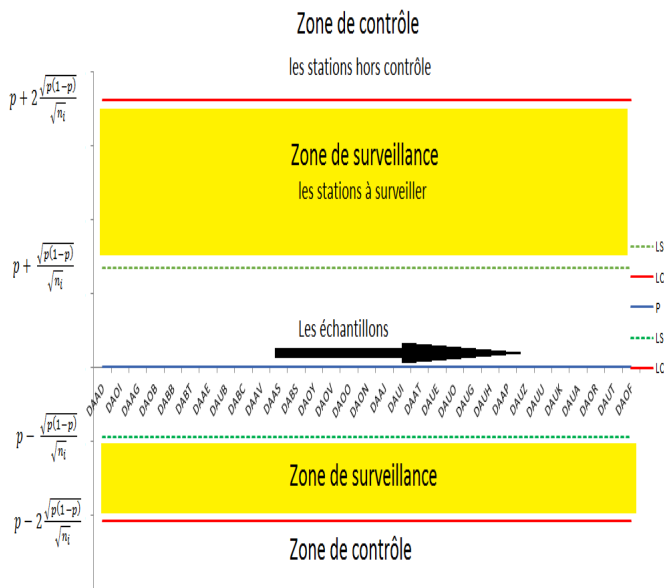 Zone de contrôle
les stations hors contrôle
p + 2 √p(1−p) / √nᵢ
Zone de surveillance
les stations à surveiller
p + √p(1−p) / √nᵢ
LS
LC
P
LS
LC
Les échantillons
DAAD DAOI DAAG DAOB DABB DABT DAAE DAUB DABC DAAV DAAS DABS DAOY DAOV DAOO DAON DAAJ DAUI DAAT DAUE DAUO DAUG DAUH DAAP DAUZ DAUU DAUK DAUA DAOR DAUT DAOF
p − √p(1−p) / √nᵢ
Zone de surveillance
p − 2 √p(1−p) / √nᵢ
Zone de contrôle